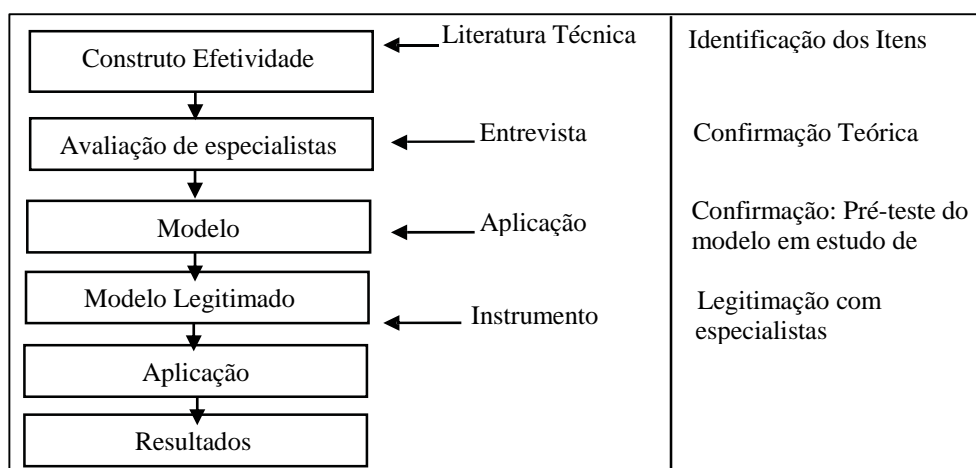 Construto Efetividade
Literatura Técnica
Identificação dos Itens
Avaliação de especialistas
Entrevista
Confirmação Teórica
Modelo
Aplicação
Confirmação: Pré-teste do
modelo em estudo de
Modelo Legitimado
Instrumento
Legitimação com
especialistas
Aplicação
Resultados